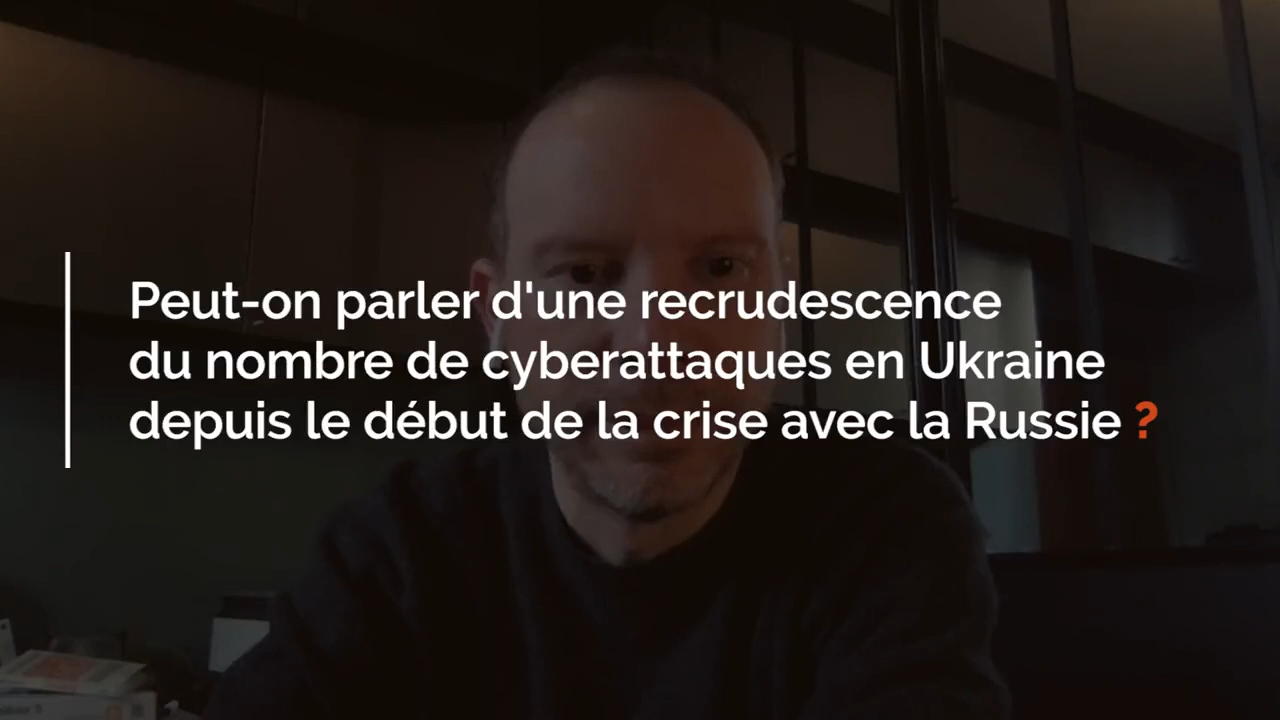 Peut-on parler d'une recrudescence
du nombre de cyberattaques en Ukraine
depuis le début de la crise avec la Russie ?